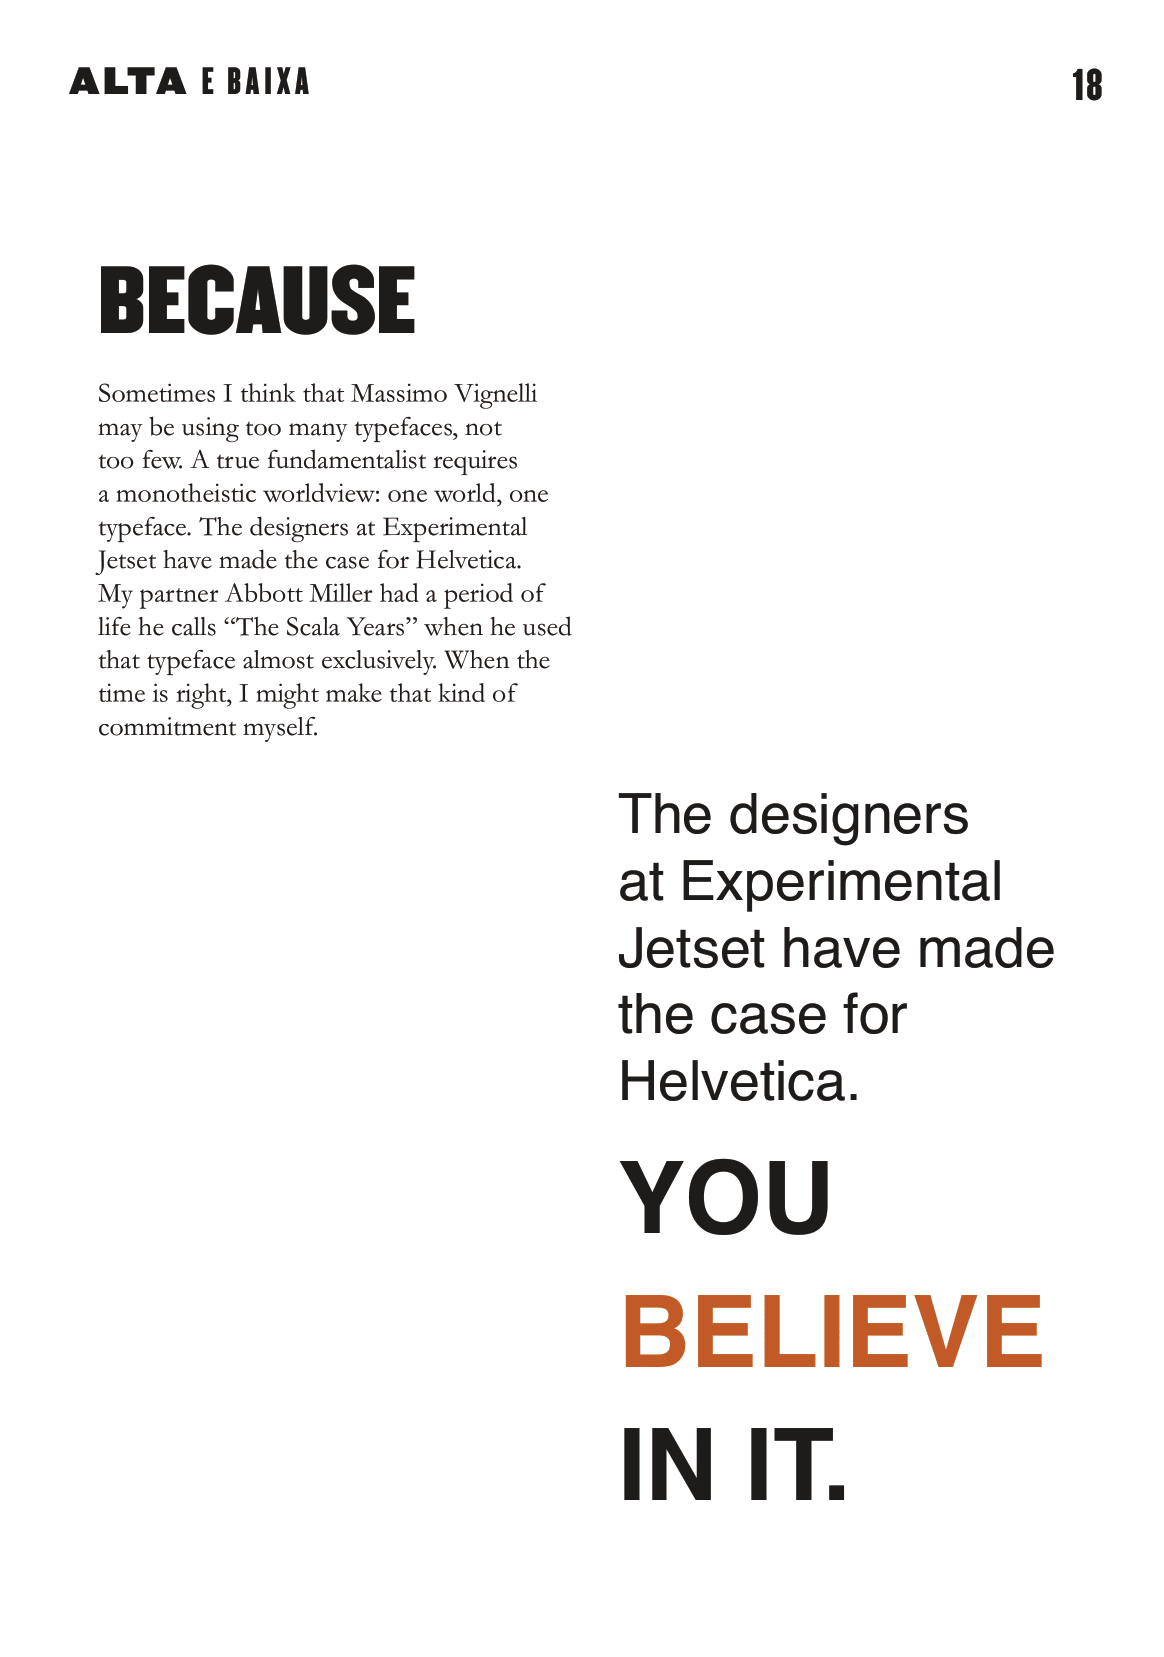 ALTA E BAIXA
18
BECAUSE
Sometimes I think that Massimo Vignelli
may be using too many typefaces, not
too few. A true fundamentalist requires
a monotheistic worldview: one world, one
typeface. The designers at Experimental
Jetset have made the case for Helvetica.
My partner Abbott Miller had a period of
life he calls “The Scala Years” when he used
that typeface almost exclusively. When the
time is right, I might make that kind of
commitment myself.
The designers
at Experimental
Jetset have made
the case for
Helvetica.
YOU
BELIEVE
IN IT.